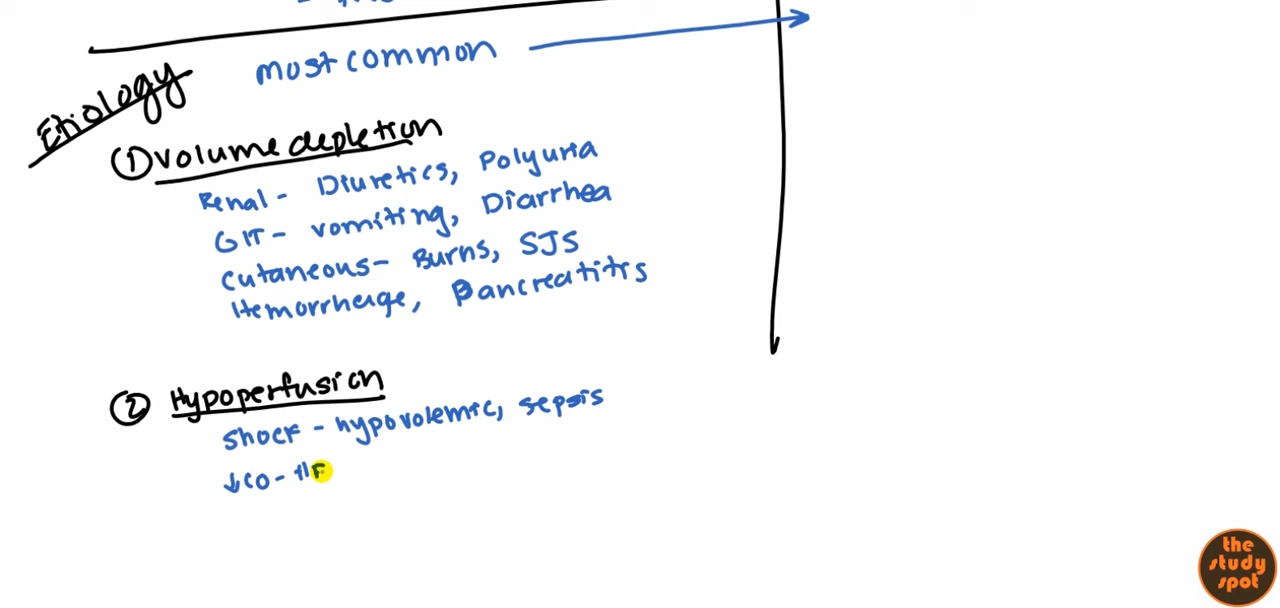 most common
Etiology
① volume depletion
Renal - Diuretics, Polyuria
GIT - vomiting, Diarrhea
Cutaneous - Burns, SJS
Hemorrheage, Pancreatitis
② Hypoperfusion
Shock - hypovolemic, sepsis
↓CO - HF
the
study
spot